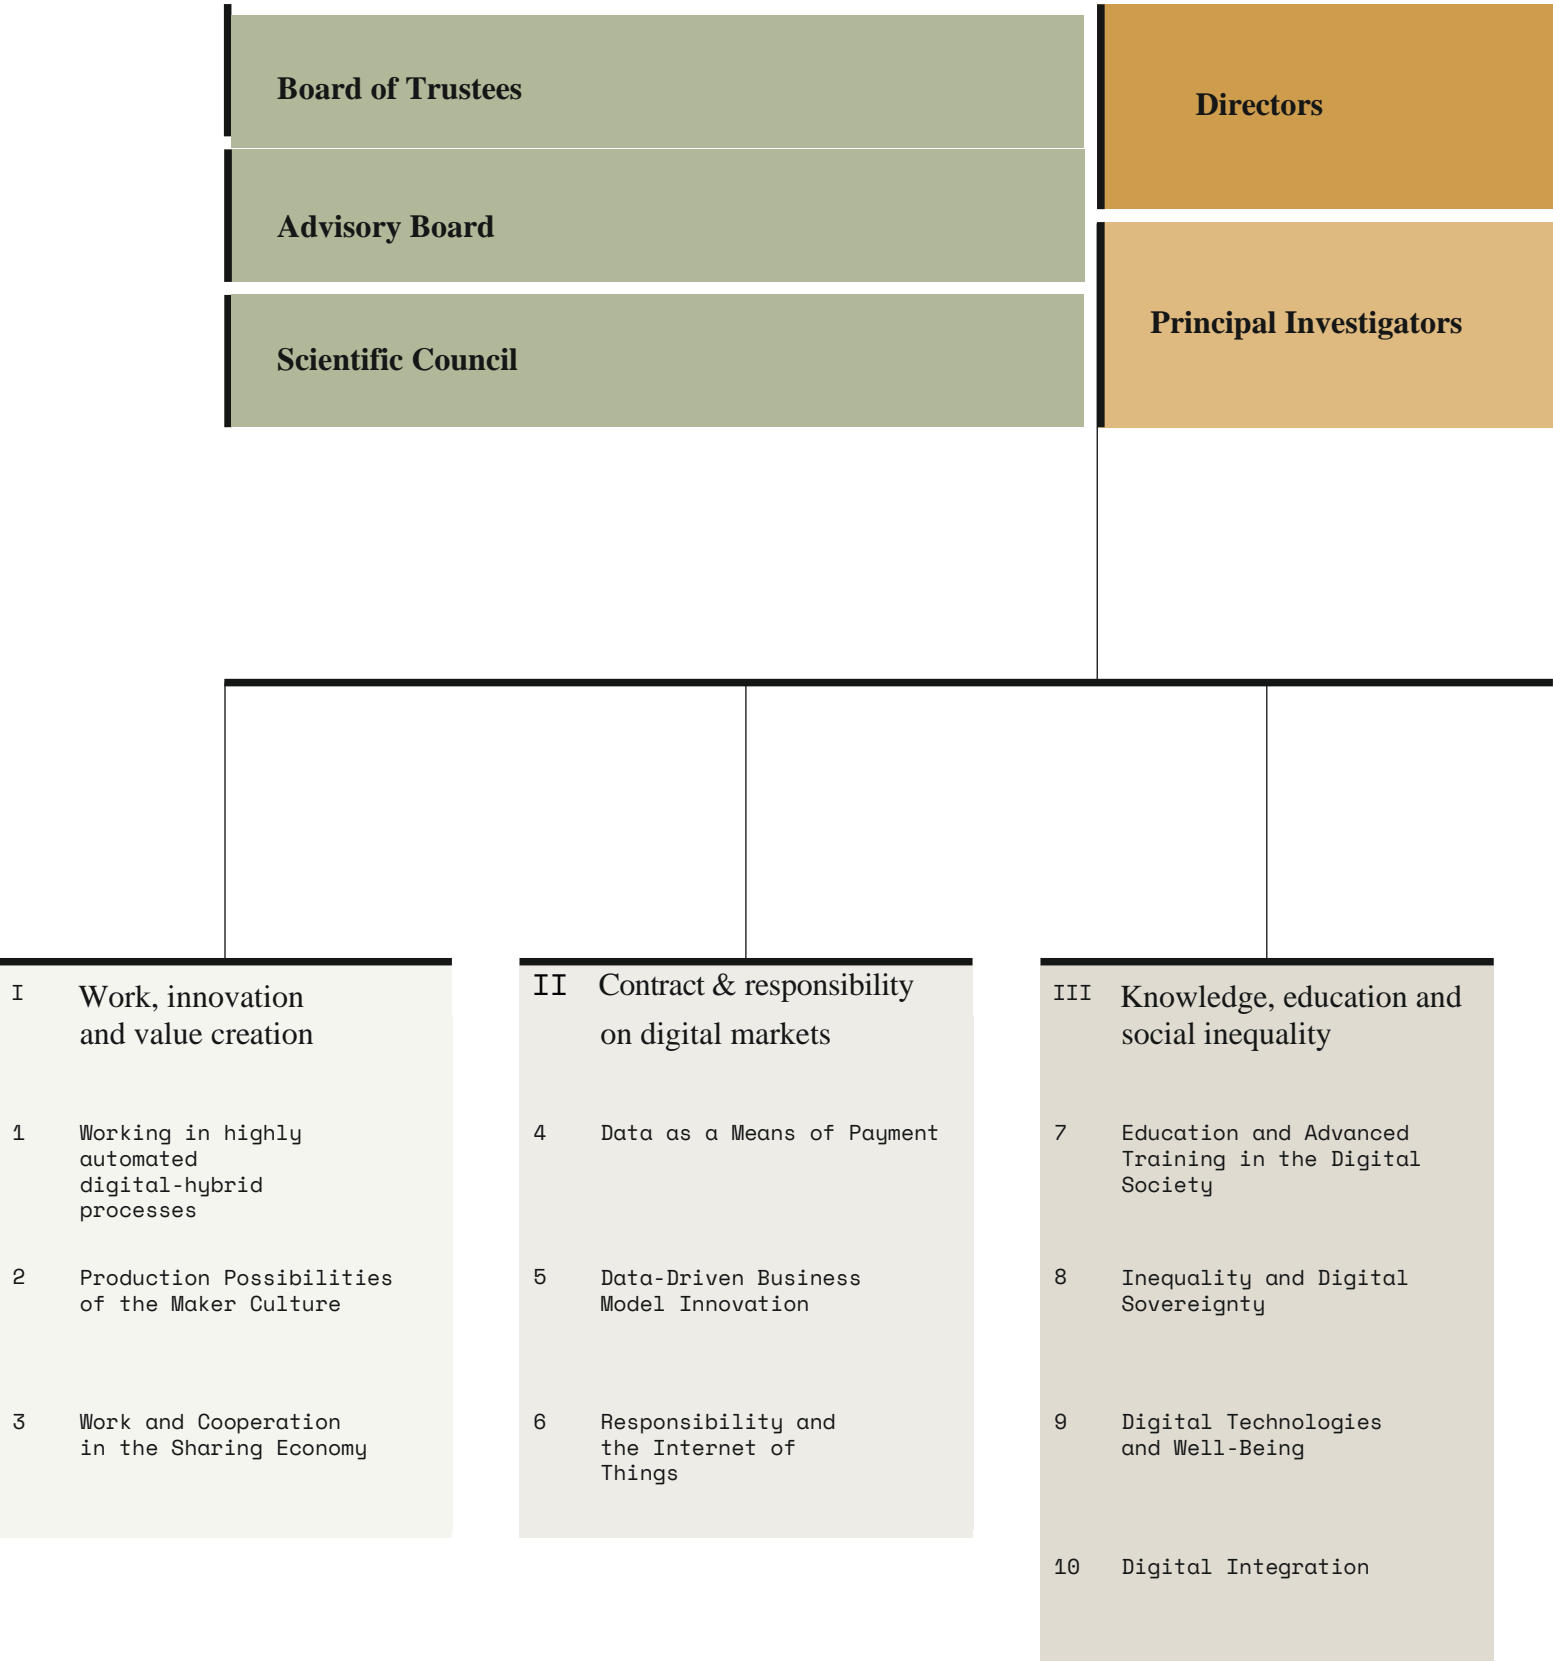 Board of Trustees
Advisory Board
Scientific Council
Directors
Principal Investigators
I Work, innovation
and value creation
1 Working in highly
automated
digital-hybrid
processes
2 Production Possibilities
of the Maker Culture
3 Work and Cooperation
in the Sharing Economy
II Contract & responsibility
on digital markets
4 Data as a Means of Payment
5 Data-Driven Business
Model Innovation
6 Responsibility and
the Internet of
Things
III Knowledge, education and
social inequality
7 Education and Advanced
Training in the Digital
Society
8 Inequality and Digital
Sovereignty
9 Digital Technologies
and Well-Being
10 Digital Integration